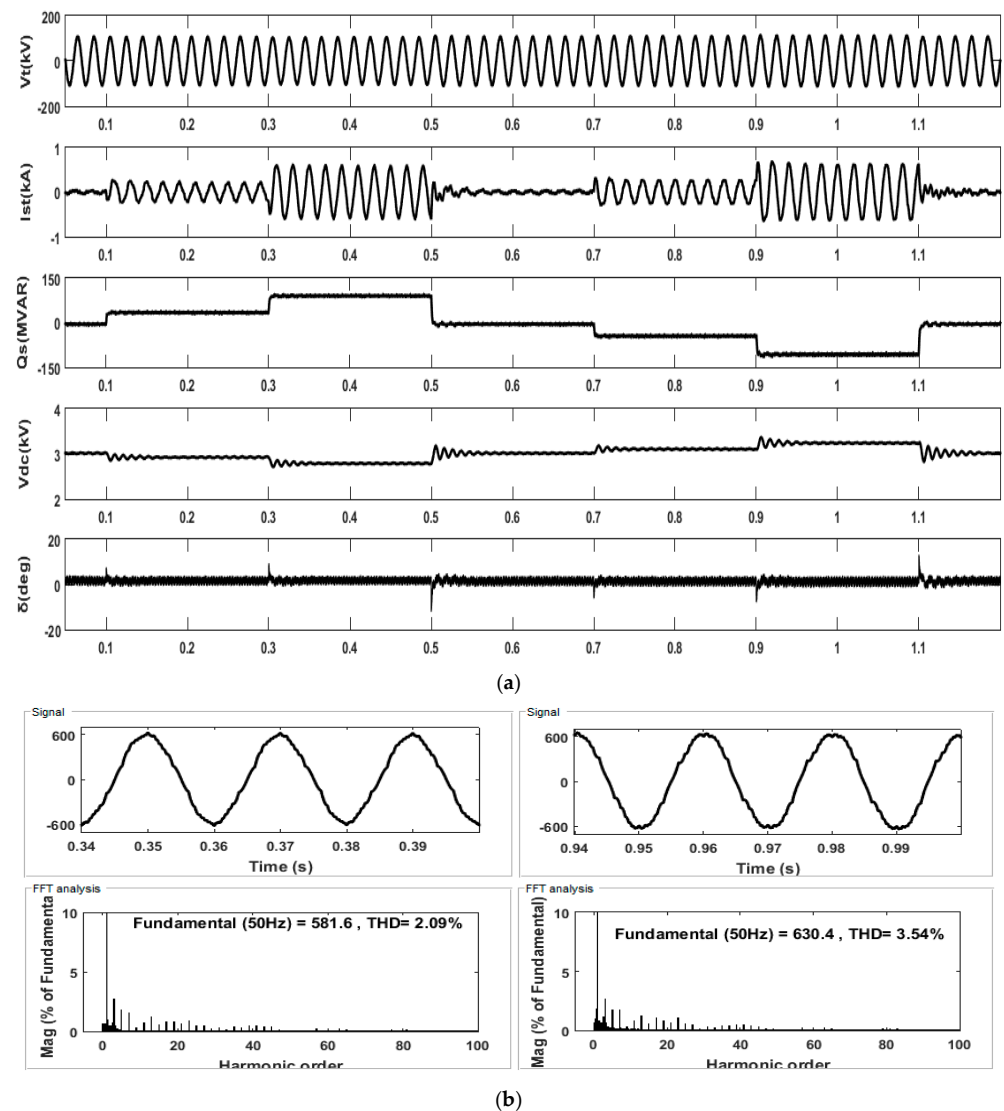 Vt(kV)
200
0
-200
0.1 0.2 0.3 0.4 0.5 0.6 0.7 0.8 0.9 1 1.1
Ist(kA)
1
0
-1
0.1 0.2 0.3 0.4 0.5 0.6 0.7 0.8 0.9 1 1.1
Qs(MVAR)
150
0
-150
0.1 0.2 0.3 0.4 0.5 0.6 0.7 0.8 0.9 1 1.1
Vdc(kV)
4
3
2
0.1 0.2 0.3 0.4 0.5 0.6 0.7 0.8 0.9 1 1.1
δ(deg)
20
0
-20
0.1 0.2 0.3 0.4 0.5 0.6 0.7 0.8 0.9 1 1.1
(a)
Signal
600
0
-600
0.34 0.35 0.36 0.37 0.38 0.39
Time (s)
Signal
600
0
-600
0.94 0.95 0.96 0.97 0.98 0.99
Time (s)
FFT analysis
Mag (% of Fundamenta
10
5
0
Fundamental (50Hz) = 581.6 , THD= 2.09%
0 20 40 60 80 100
Harmonic order
FFT analysis
Mag (% of Fundamental)
10
5
0
Fundamental (50Hz) = 630.4 , THD= 3.54%
0 20 40 60 80 100
Harmonic order
(b)